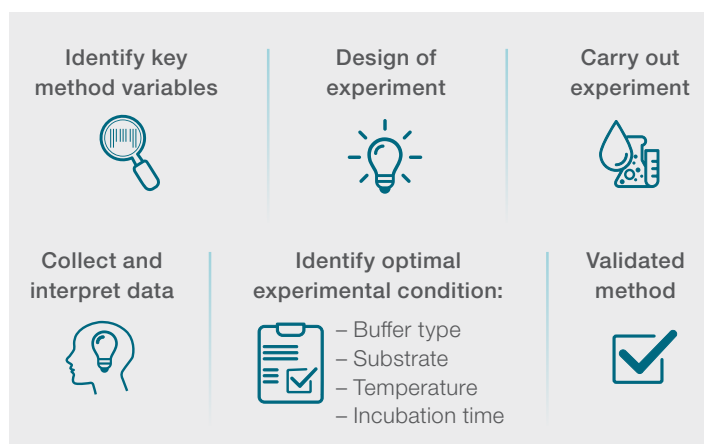 Identify key
method variables
Design of
experiment
Carry out
experiment
Collect and
interpret data
Identify optimal
experimental condition:
– Buffer type
– Substrate
– Temperature
– Incubation time
Validated
method